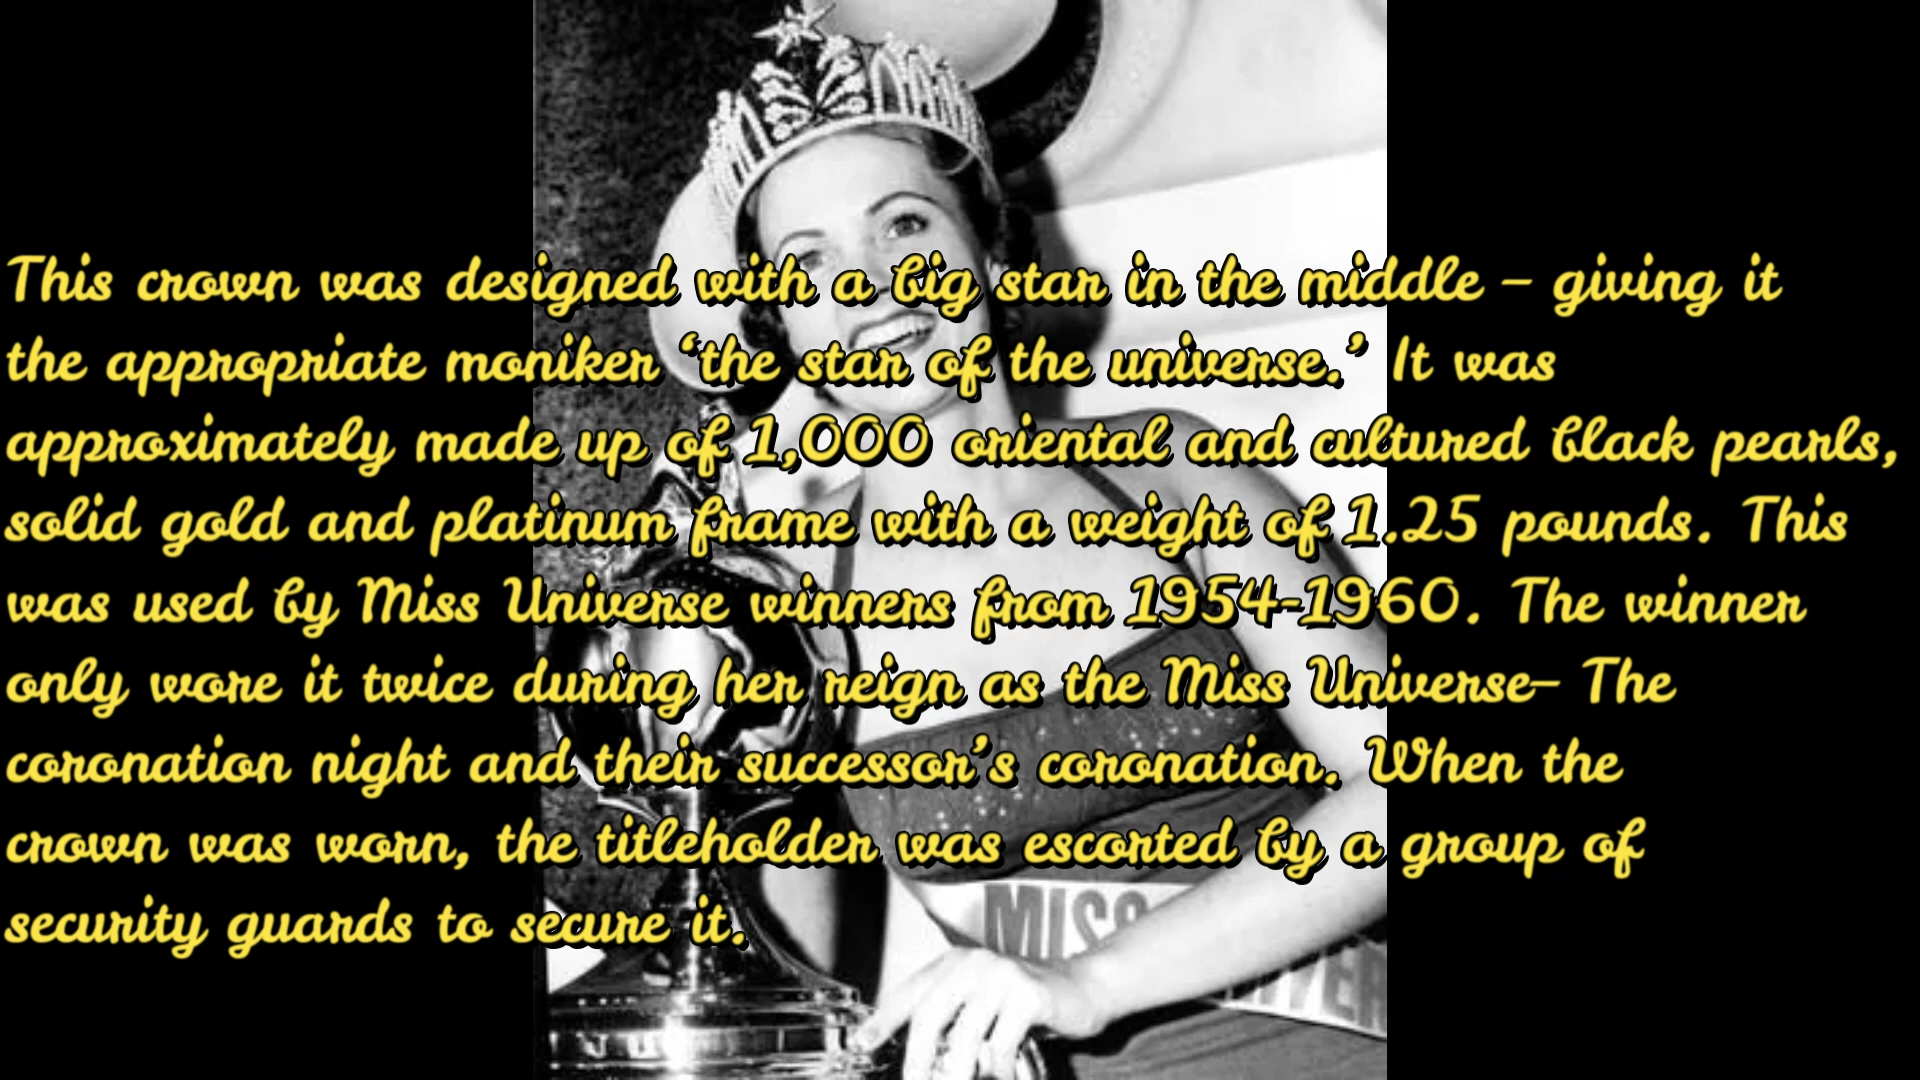 This crown was designed with a big star in the middle – giving it
the appropriate moniker ‘the star of the universe.’ It was
approximately made up of 1,000 oriental and cultured black pearls,
solid gold and platinum frame with a weight of 1.25 pounds. This
was used by Miss Universe winners from 1954-1960. The winner
only wore it twice during her reign as the Miss Universe– The
coronation night and their successor’s coronation. When the
crown was worn, the titleholder was escorted by a group of
security guards to secure it.
MISS